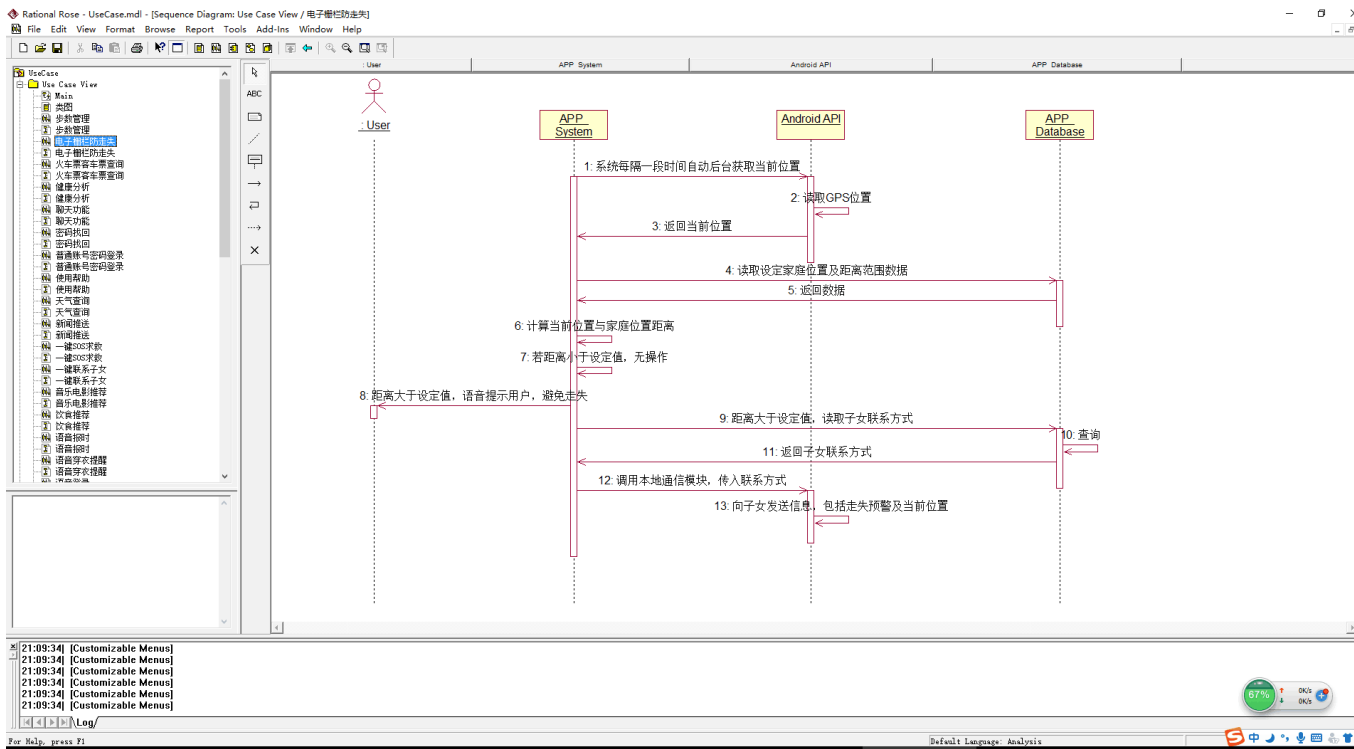 Rational Rose - UseCase.mdl - [Sequence Diagram: Use Case View / 电子栅栏防走失]
File Edit View Format Browse Report Tools Add-Ins Window Help
: User APP System Android API APP Database
UseCase
Use Case View
Main
类图
步数管理
步数管理
电子栅栏防走失
电子栅栏防走失
火车票客车票查询
火车票客车票查询
健康分析
健康分析
聊天功能
聊天功能
密码找回
密码找回
普通账号密码登录
普通账号密码登录
使用帮助
使用帮助
天气查询
天气查询
新闻推送
新闻推送
一键SOS求救
一键SOS求救
一键联系子女
一键联系子女
音乐电影推荐
音乐电影推荐
饮食推荐
饮食推荐
语音报时
语音报时
语音穿衣提醒
语音穿衣提醒
ABC
: User
APP
System
Android API
APP
Database
1: 系统每隔一段时间自动后台获取当前位置
2: 读取GPS位置
3: 返回当前位置
4: 读取设定家庭位置及距离范围数据
5: 返回数据
6: 计算当前位置与家庭位置距离
7: 若距离小于设定值，无操作
8: 距离大于设定值，语音提示用户，避免走失
9: 距离大于设定值，读取子女联系方式
10: 查询
11: 返回子女联系方式
12: 调用本地通信模块，传入联系方式
13: 向子女发送信息，包括走失预警及当前位置
21:09:34| [Customizable Menus]
21:09:34| [Customizable Menus]
21:09:34| [Customizable Menus]
21:09:34| [Customizable Menus]
21:09:34| [Customizable Menus]
21:09:34| [Customizable Menus]
Log
67% 0K/s
0K/s
For Help, press F1
Default Language: Analysis
中